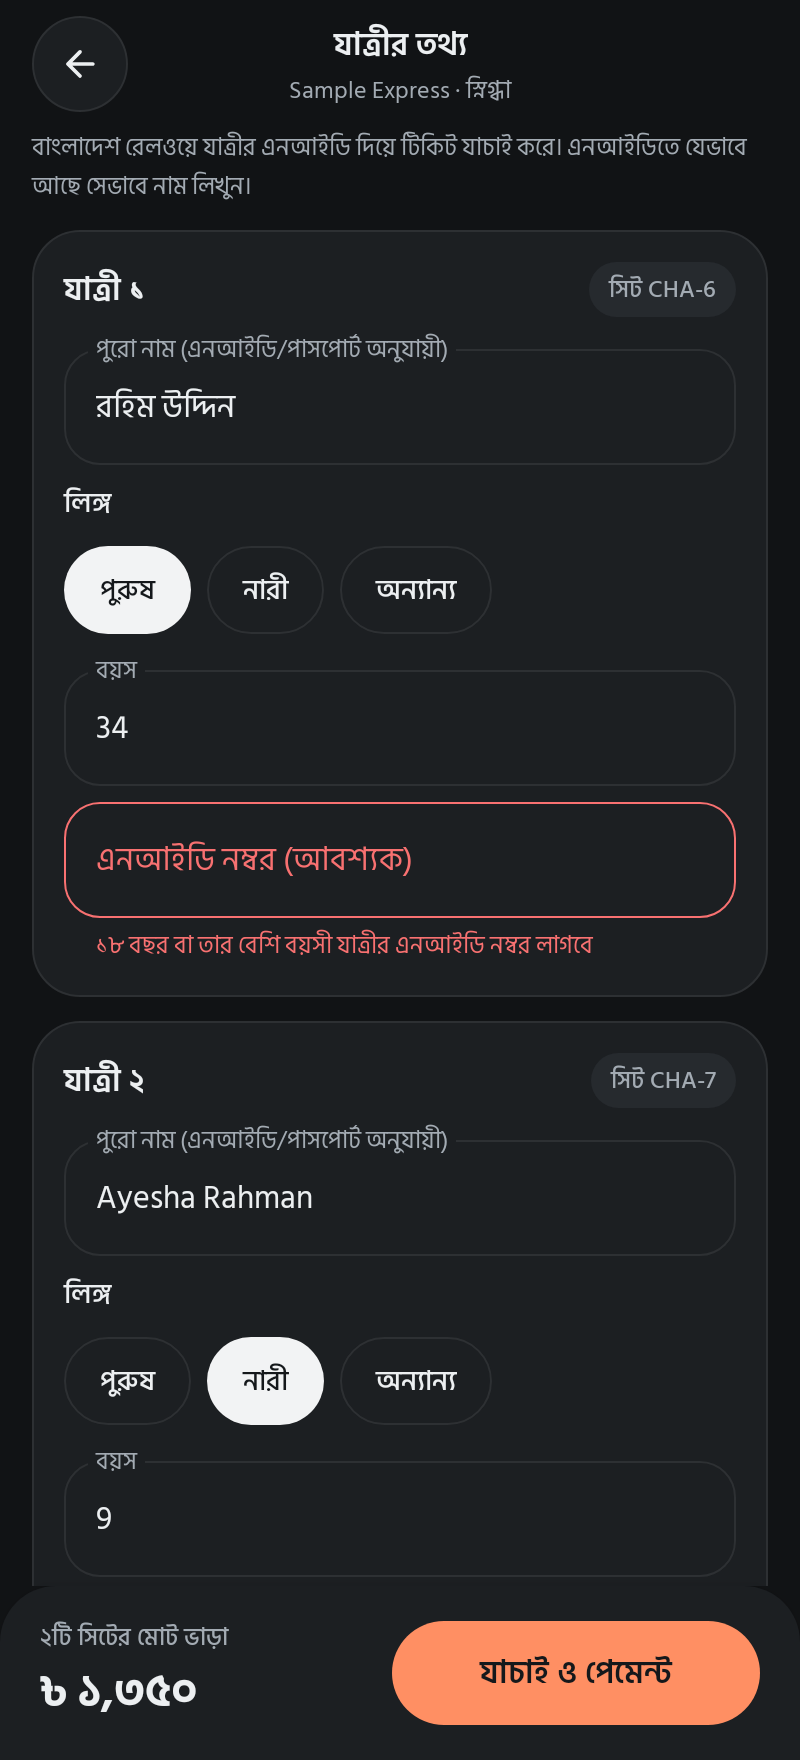 যাত্রীর তথ্য
Sample Express · স্নিগ্ধা
বাংলাদেশ রেলওয়ে যাত্রীর এনআইডি দিয়ে টিকিট যাচাই করে। এনআইডিতে যেভাবে
আছে সেভাবে নাম লিখুন।
যাত্রী ১
সিট CHA-6
পুরো নাম (এনআইডি/পাসপোর্ট অনুযায়ী)
রহিম উদ্দিন
লিঙ্গ
পুরুষ নারী অন্যান্য
বয়স
34
এনআইডি নম্বর (আবশ্যক)
১৮ বছর বা তার বেশি বয়সী যাত্রীর এনআইডি নম্বর লাগবে
যাত্রী ২
সিট CHA-7
পুরো নাম (এনআইডি/পাসপোর্ট অনুযায়ী)
Ayesha Rahman
লিঙ্গ
পুরুষ নারী অন্যান্য
বয়স
9
২টি সিটের মোট ভাড়া
৳ ১,৩৫০
যাচাই ও পেমেন্ট